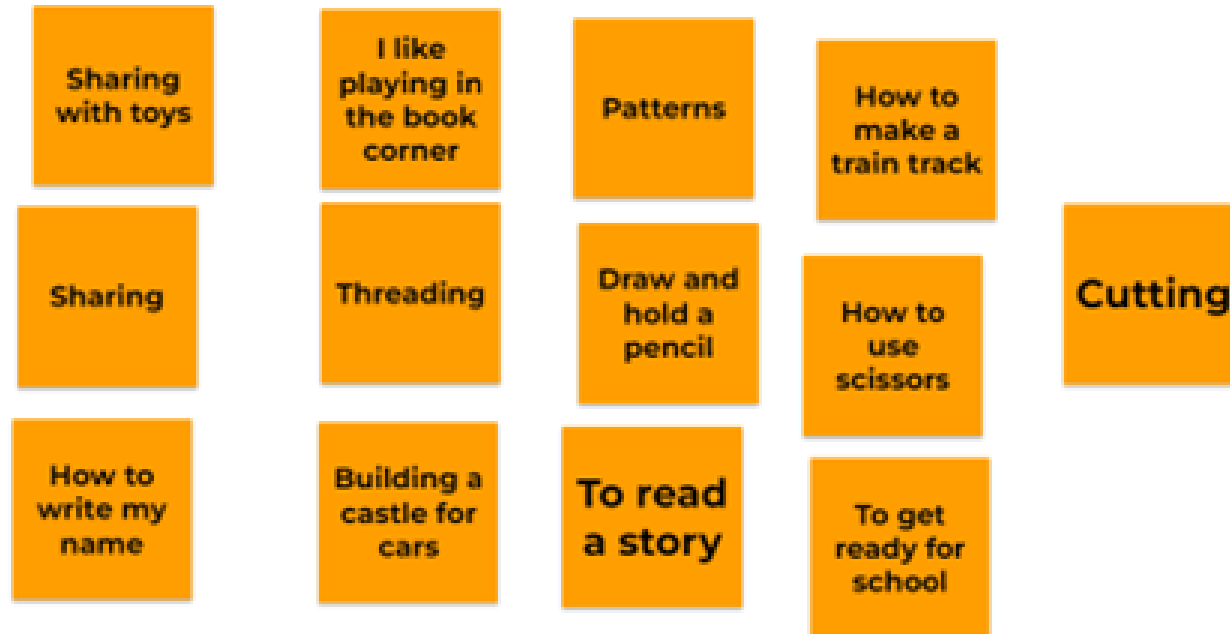 Sharing
with toys
I like
playing in
the book
corner
Patterns
How to
make a
train track
Sharing
Threading
Draw and
hold a
pencil
How to
use
scissors
Cutting
How to
write my
name
Building a
castle for
cars
To read
a story
To get
ready for
school